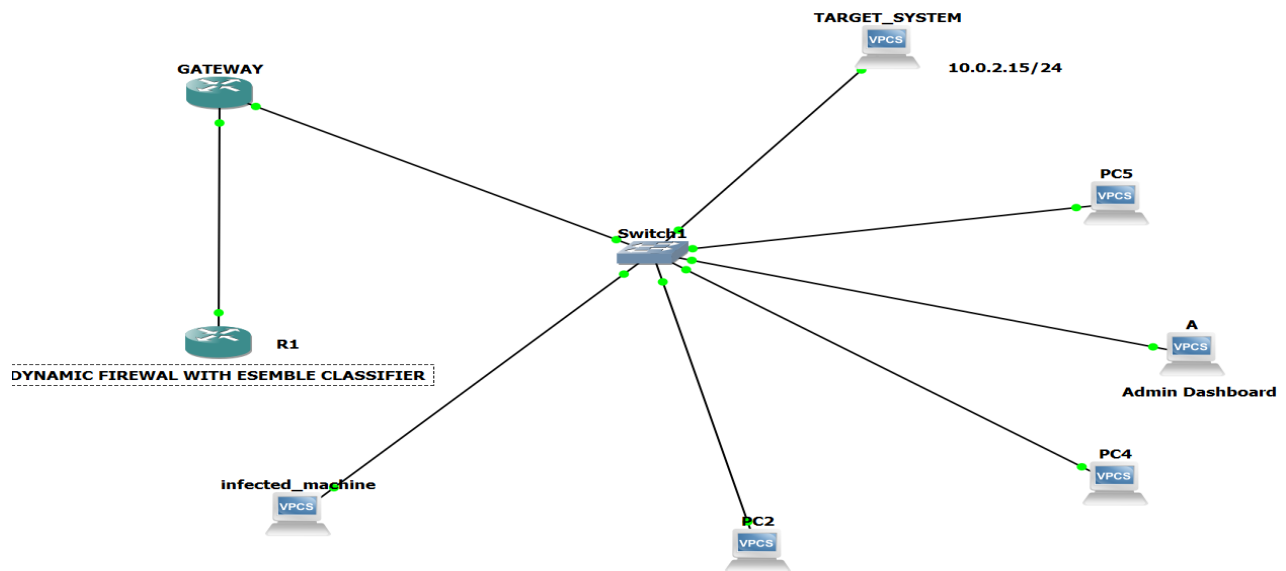 TARGET_SYSTEM
VPCS
10.0.2.15/24
GATEWAY
PC5
VPCS
Switch1
A
VPCS
Admin Dashboard
R1
DYNAMIC FIREWAL WITH ESEMBLE CLASSIFIER
PC4
VPCS
infected_machine
VPCS
PC2
VPCS